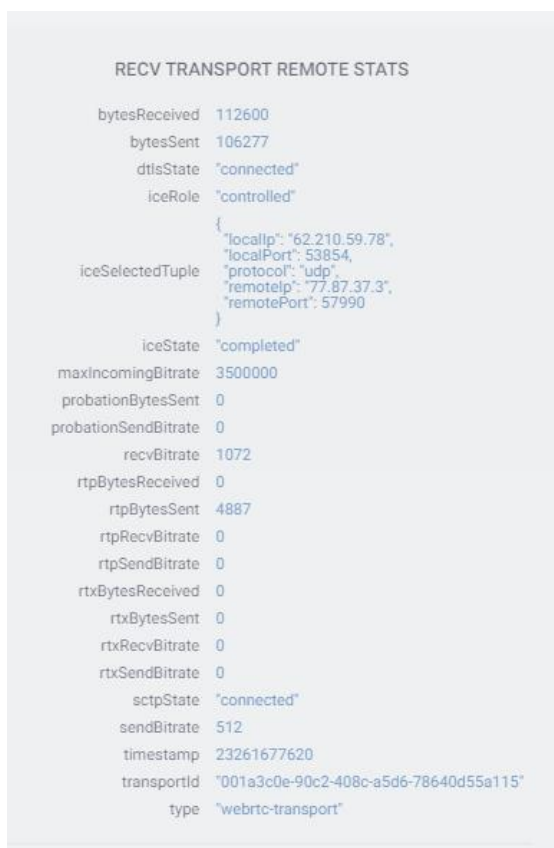 RECV TRANSPORT REMOTE STATS
bytesReceived 112600
bytesSent 106277
dtlsState "connected"
iceRole "controlled"
iceSelectedTuple {
"localIp": "62.210.59.78",
"localPort": 53854,
"protocol": "udp",
"remoteIp": "77.87.37.3",
"remotePort": 57990
}
iceState "completed"
maxIncomingBitrate 3500000
probationBytesSent 0
probationSendBitrate 0
recvBitrate 1072
rtpBytesReceived 0
rtpBytesSent 4887
rtpRecvBitrate 0
rtpSendBitrate 0
rtxBytesReceived 0
rtxBytesSent 0
rtxRecvBitrate 0
rtxSendBitrate 0
sctpState "connected"
sendBitrate 512
timestamp 23261677620
transportId "001a3c0e-90c2-408c-a5d6-78640d55a115"
type "webrtc-transport"